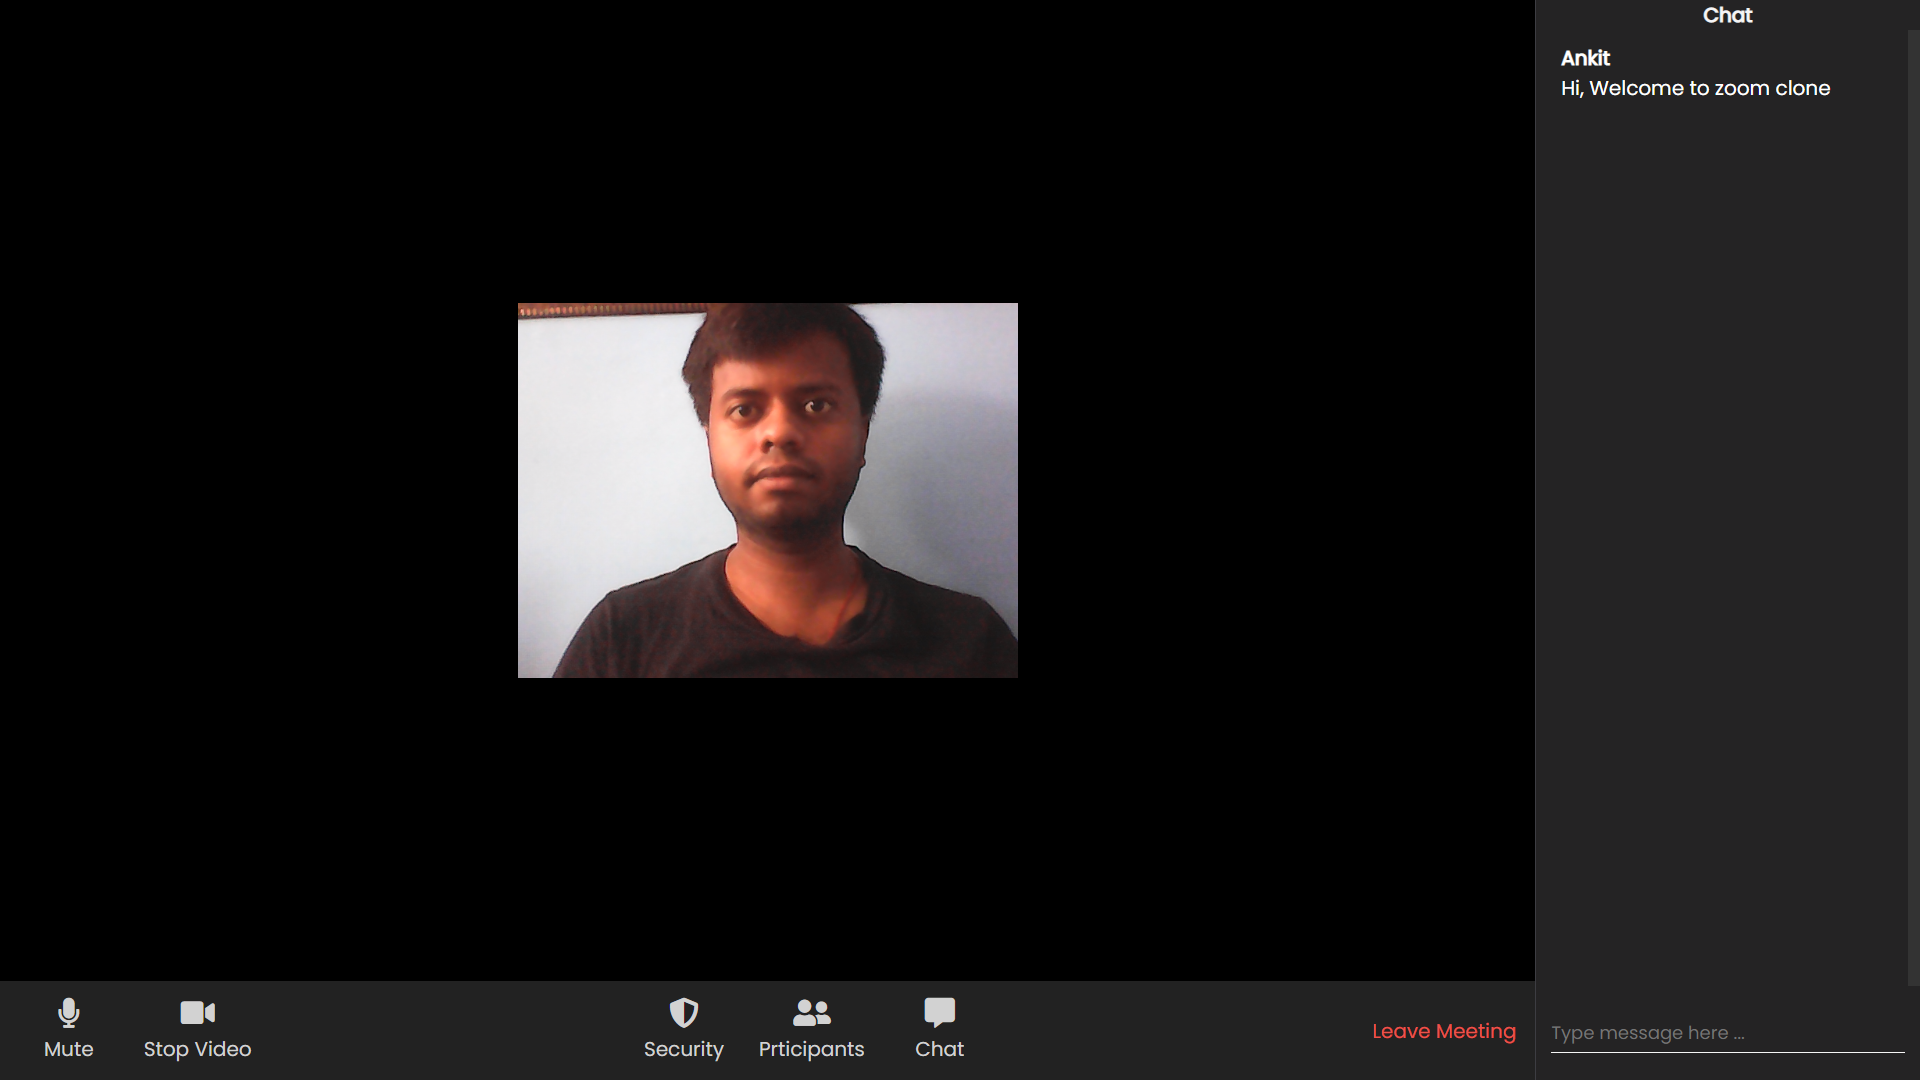 Chat
Ankit
Hi, Welcome to zoom clone
Mute
Stop Video
Security
Prticipants
Chat
Leave Meeting
Type message here ...